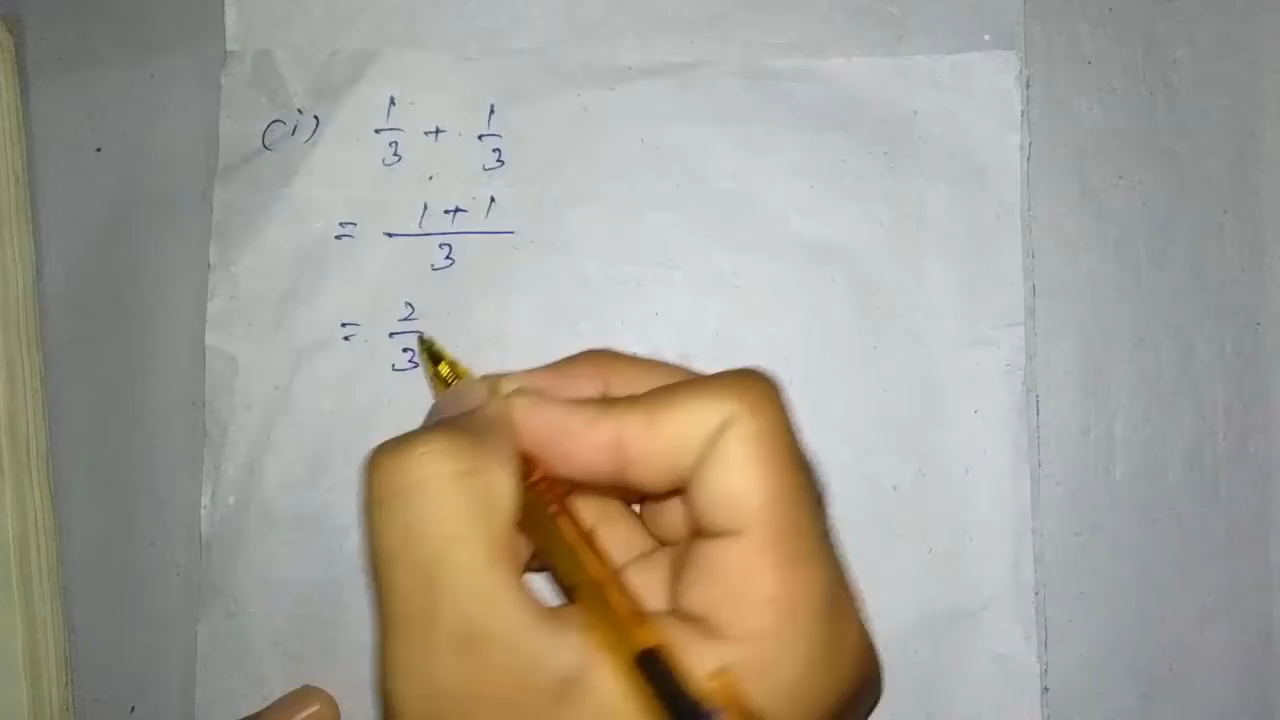 (i) 1/3 + 1/3
= 1+1/3
= 2/3